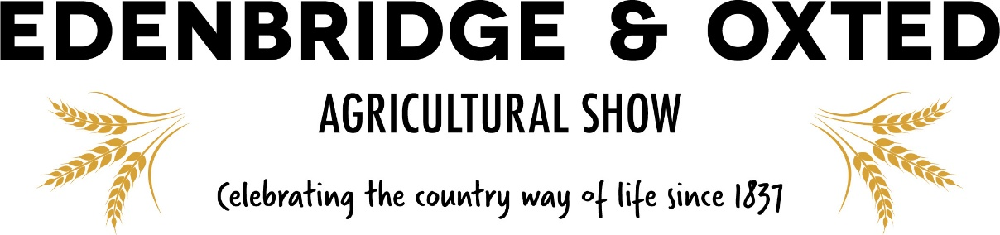 EDENBRIDGE & OXTED
AGRICULTURAL SHOW
Celebrating the country way of life since 1837